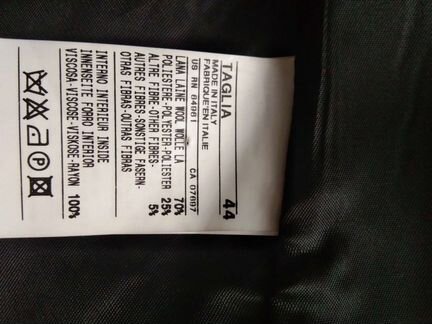 TAGLIA 44
MADE IN ITALY
FABRIQUE'EN ITALIE
US RN 84961 CA 07697
LANA LAINE WOOL WOLLE LA 70%
POLIESTERE-POLYESTER-POLIESTER 25%
ALTRE FIBRE-OTHER FIBRES- 5%
AUTRES FIBRES-SONSTIGE FASERN-
OTRAS FIBRAS-OUTRAS FIBRAS
INTERNO INTERIEUR INSIDE
INNENSEITE FORRO INTERIOR
VISCOSA-VISCOSE-VISKOSE-RAYON 100%
P